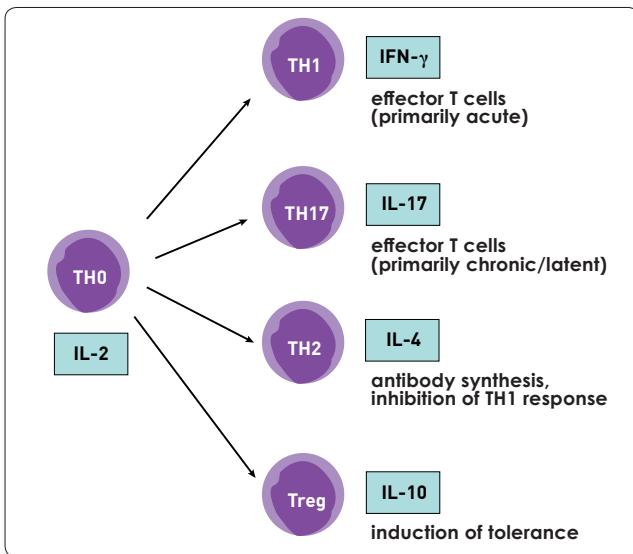 TH1
IFN-γ
effector T cells
(primarily acute)
TH17
IL-17
effector T cells
(primarily chronic/latent)
TH0
IL-2
TH2
IL-4
antibody synthesis,
inhibition of TH1 response
Treg
IL-10
induction of tolerance